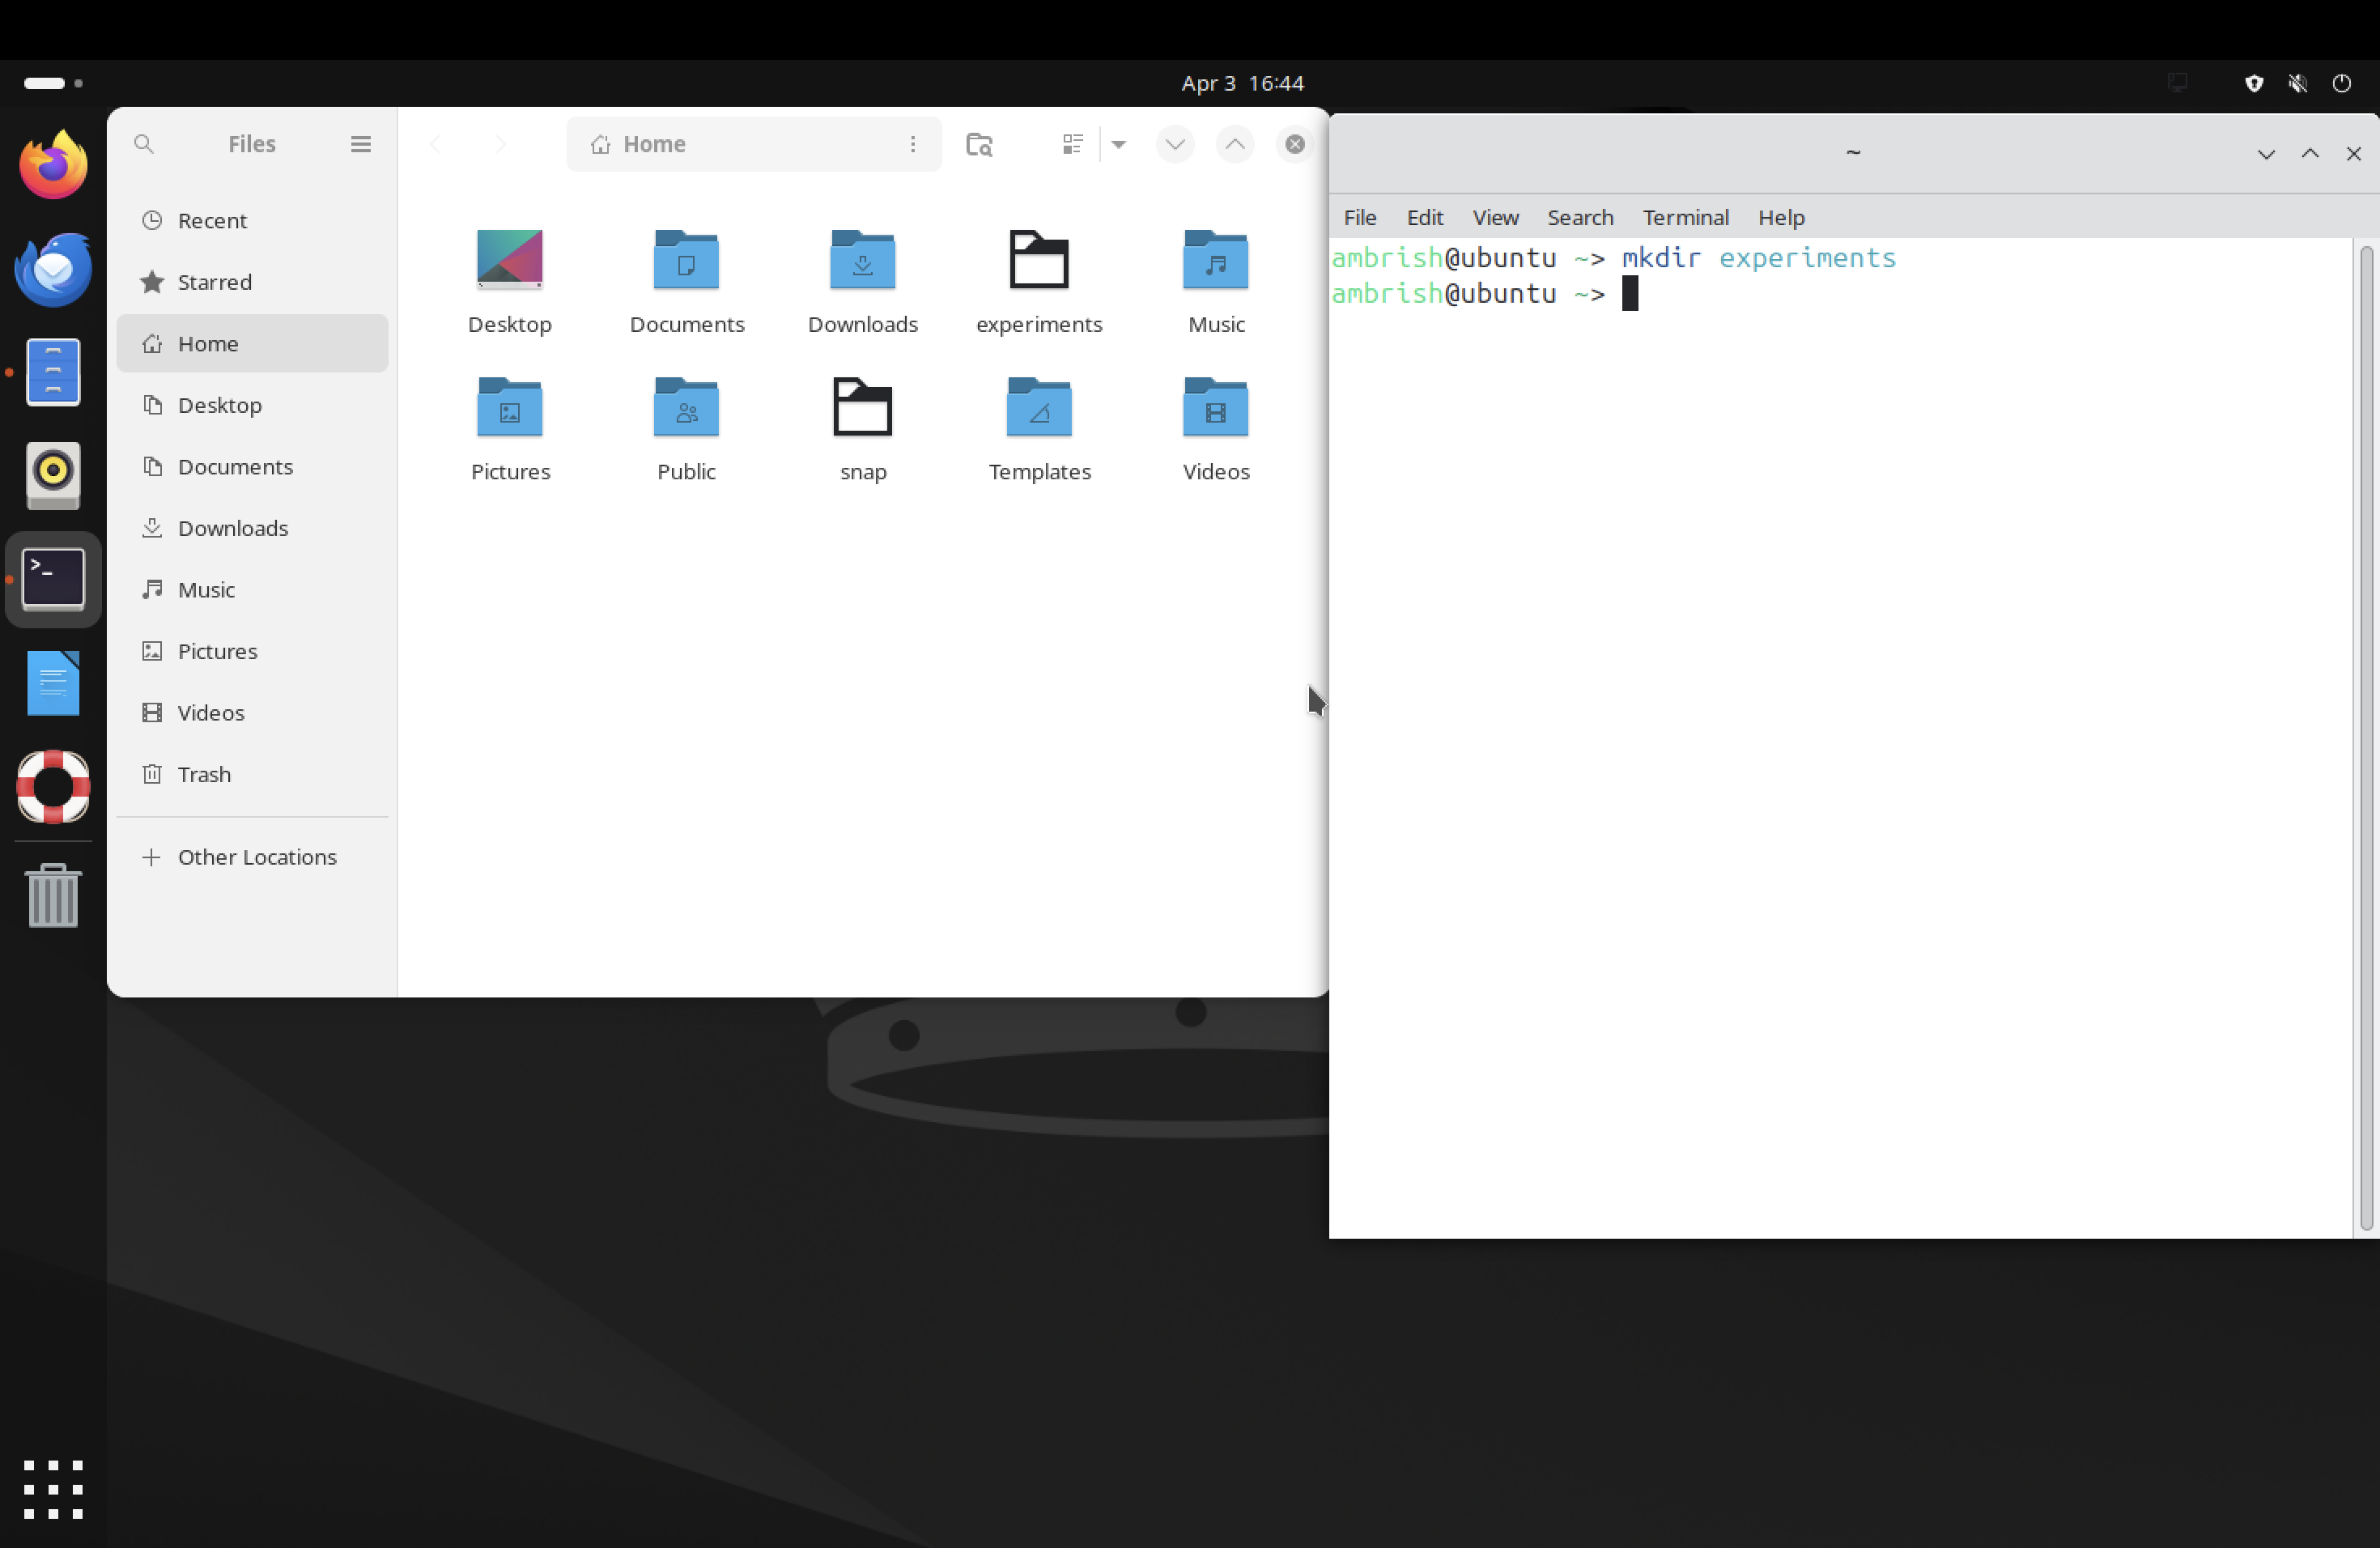 Apr 3 16:44
Files
Home
Recent
Starred
Home
Desktop
Documents
Downloads
Music
Pictures
Videos
Trash
Other Locations
Desktop Documents Downloads experiments Music
Pictures Public snap Templates Videos
~
File Edit View Search Terminal Help
ambrish@ubuntu ~> mkdir experiments
ambrish@ubuntu ~>
>_